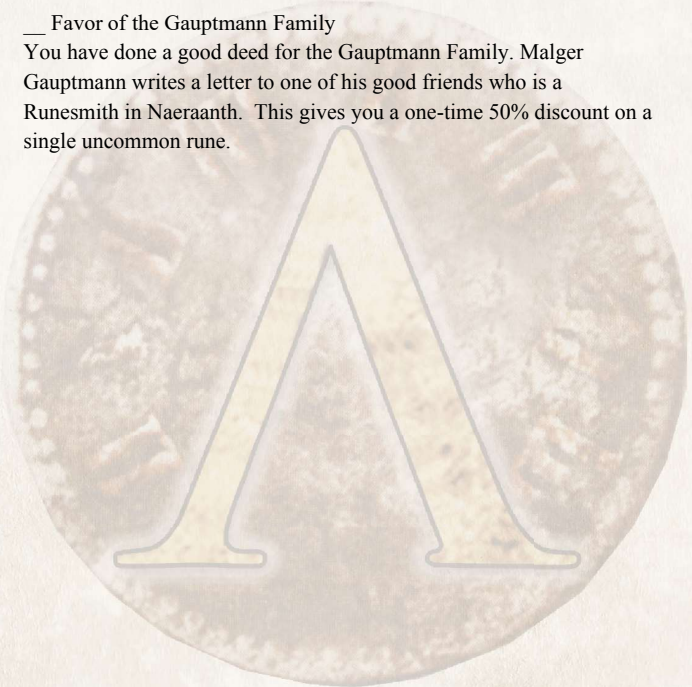 __ Favor of the Gauptmann Family
You have done a good deed for the Gauptmann Family. Malger
Gauptmann writes a letter to one of his good friends who is a
Runesmith in Naeraanth.  This gives you a one-time 50% discount on a
single uncommon rune.
Λ